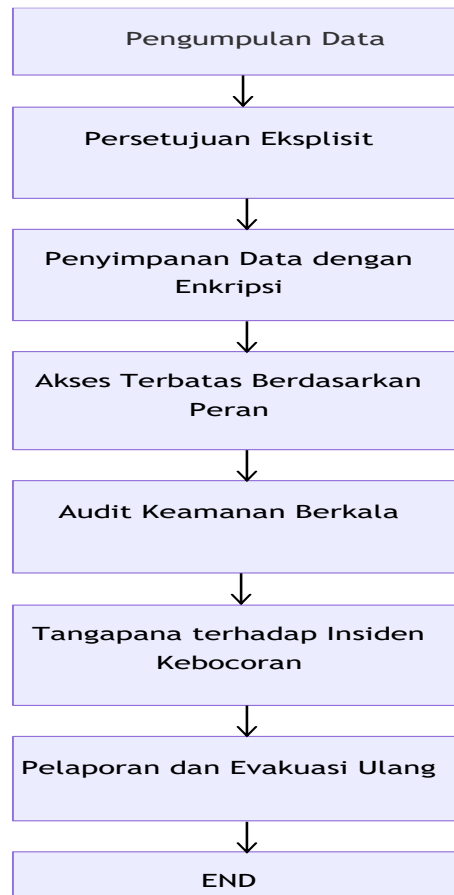 Pengumpulan Data
Persetujuan Eksplisit
Penyimpanan Data dengan
Enkripsi
Akses Terbatas Berdasarkan
Peran
Audit Keamanan Berkala
Tangapana terhadap Insiden
Kebocoran
Pelaporan dan Evakuasi Ulang
END